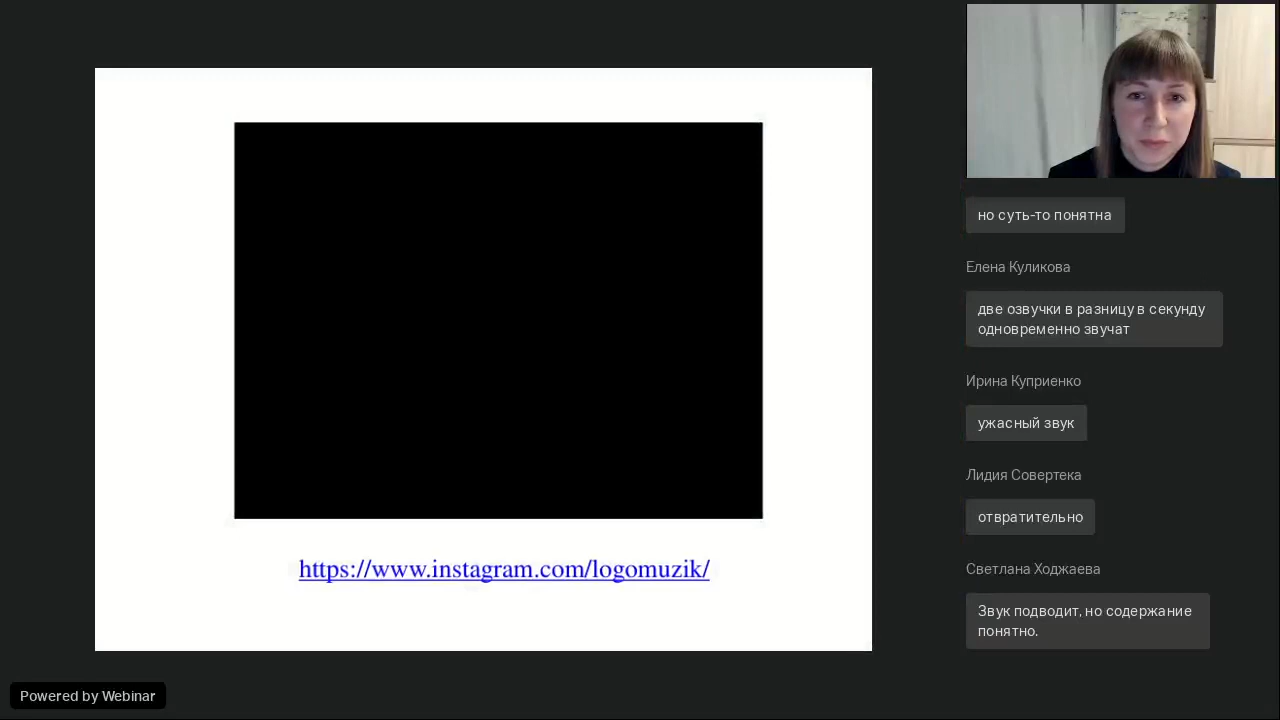 https://www.instagram.com/logomuzik/
но суть-то понятна
Елена Куликова
две озвучки в разницу в секунду
одновременно звучат
Ирина Куприенко
ужасный звук
Лидия Совертека
отвратительно
Светлана Ходжаева
Звук подводит, но содержание
понятно.
Powered by Webinar